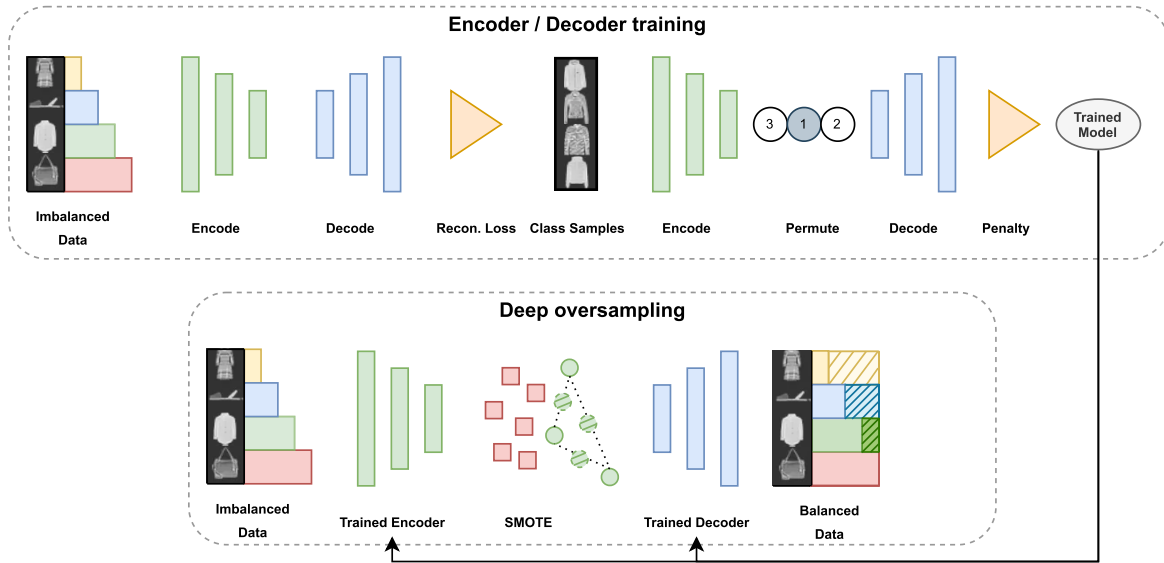 Encoder / Decoder training
3 1 2
Trained
Model
Imbalanced
Data
Encode
Decode
Recon. Loss
Class Samples
Encode
Permute
Decode
Penalty
Deep oversampling
Imbalanced
Data
Trained Encoder
SMOTE
Trained Decoder
Balanced
Data